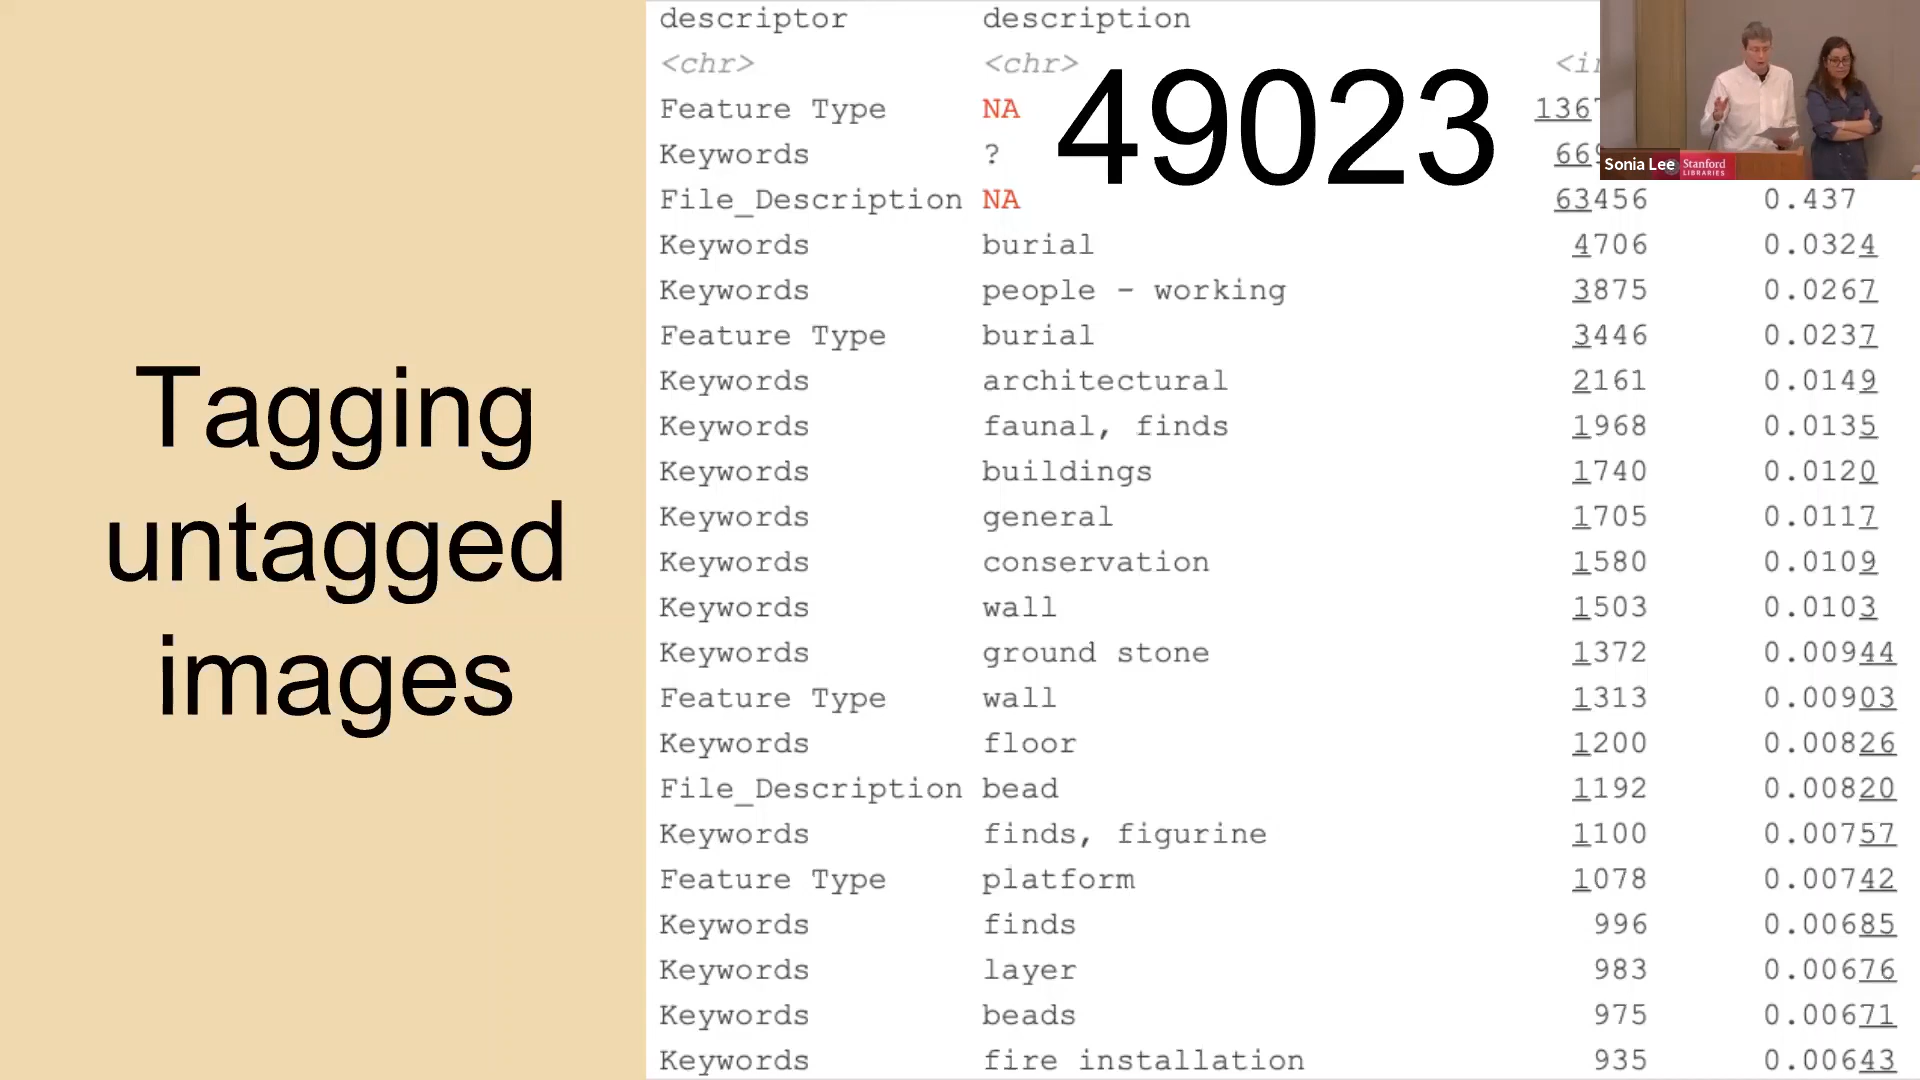 Tagging
untagged
images
49023
descriptor description
<chr> <chr>
Feature Type NA 136
Keywords ? 669
File_Description NA 63456 0.437
Keywords burial 4706 0.0324
Keywords people - working 3875 0.0267
Feature Type burial 3446 0.0237
Keywords architectural 2161 0.0149
Keywords faunal, finds 1968 0.0135
Keywords buildings 1740 0.0120
Keywords general 1705 0.0117
Keywords conservation 1580 0.0109
Keywords wall 1503 0.0103
Keywords ground stone 1372 0.00944
Feature Type wall 1313 0.00903
Keywords floor 1200 0.00826
File_Description bead 1192 0.00820
Keywords finds, figurine 1100 0.00757
Feature Type platform 1078 0.00742
Keywords finds 996 0.00685
Keywords layer 983 0.00676
Keywords beads 975 0.00671
Keywords fire installation 935 0.00643
Sonia Lee
Stanford
LIBRARIES